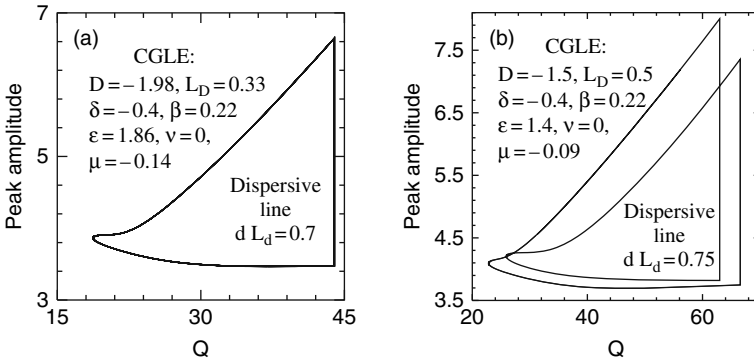 (a)
CGLE:
D=−1.98, L_D=0.33
δ=−0.4, β=0.22
ε=1.86, ν=0,
μ=−0.14
Dispersive
line
d L_d=0.7
Peak amplitude
7
5
3
15
30
45
Q
(b)
CGLE:
D=−1.5, L_D=0.5
δ=−0.4, β=0.22
ε=1.4, ν=0,
μ=−0.09
Dispersive
line
d L_d=0.75
Peak amplitude
7.5
6.5
5.5
4.5
3.5
20
40
60
Q